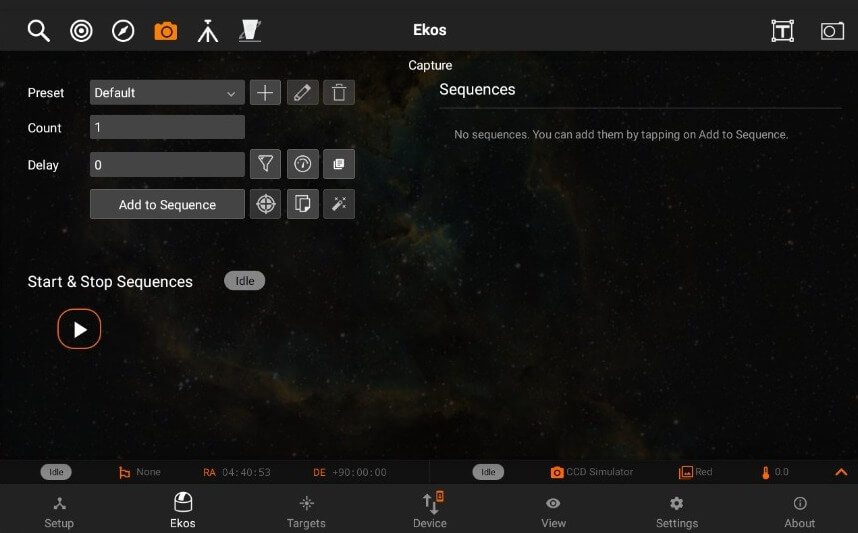 Ekos
Capture
Preset
Default
Count
1
Delay
0
Add to Sequence
Sequences
No sequences. You can add them by tapping on Add to Sequence.
Start & Stop Sequences
Idle
Idle
None
RA 04:40:53
DE +90:00:00
Idle
CCD Simulator
Red
0.0
Setup
Ekos
Targets
Device
View
Settings
About